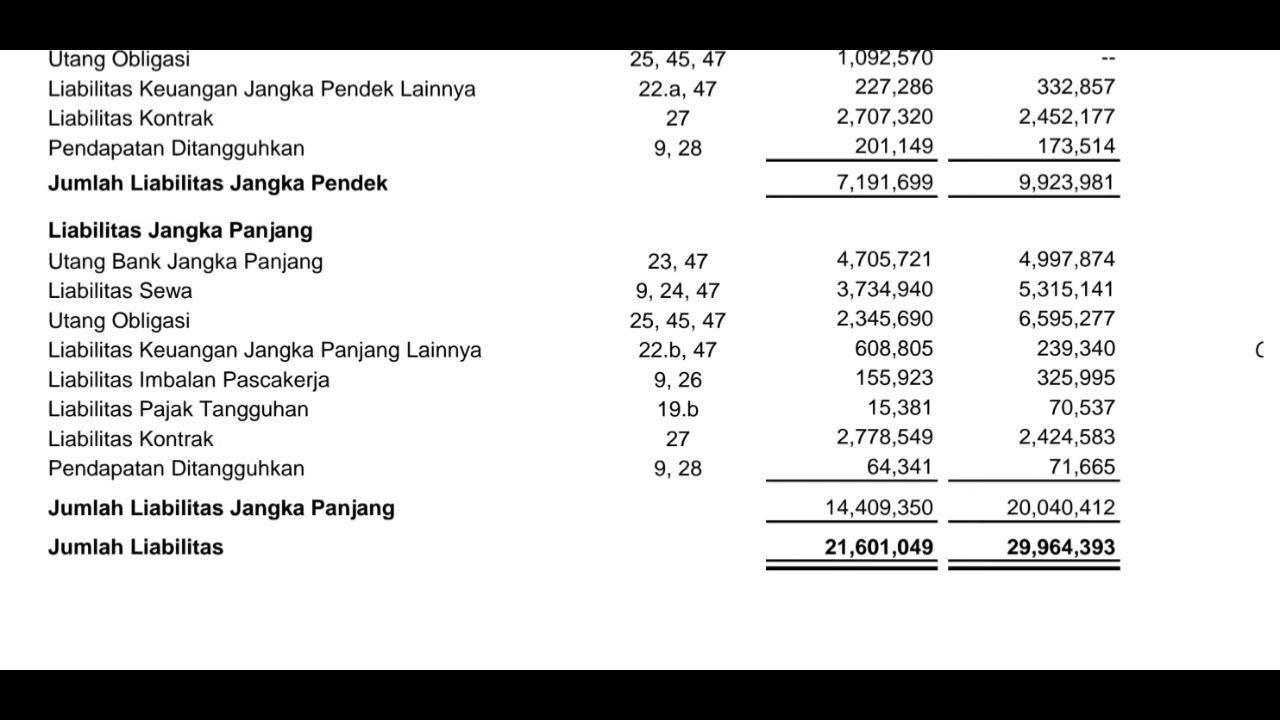 Utang Obligasi 25, 45, 47 1,092,570 --
Liabilitas Keuangan Jangka Pendek Lainnya 22.a, 47 227,286 332,857
Liabilitas Kontrak 27 2,707,320 2,452,177
Pendapatan Ditangguhkan 9, 28 201,149 173,514
Jumlah Liabilitas Jangka Pendek 7,191,699 9,923,981
Liabilitas Jangka Panjang
Utang Bank Jangka Panjang 23, 47 4,705,721 4,997,874
Liabilitas Sewa 9, 24, 47 3,734,940 5,315,141
Utang Obligasi 25, 45, 47 2,345,690 6,595,277
Liabilitas Keuangan Jangka Panjang Lainnya 22.b, 47 608,805 239,340
Liabilitas Imbalan Pascakerja 9, 26 155,923 325,995
Liabilitas Pajak Tangguhan 19.b 15,381 70,537
Liabilitas Kontrak 27 2,778,549 2,424,583
Pendapatan Ditangguhkan 9, 28 64,341 71,665
Jumlah Liabilitas Jangka Panjang 14,409,350 20,040,412
Jumlah Liabilitas 21,601,049 29,964,393